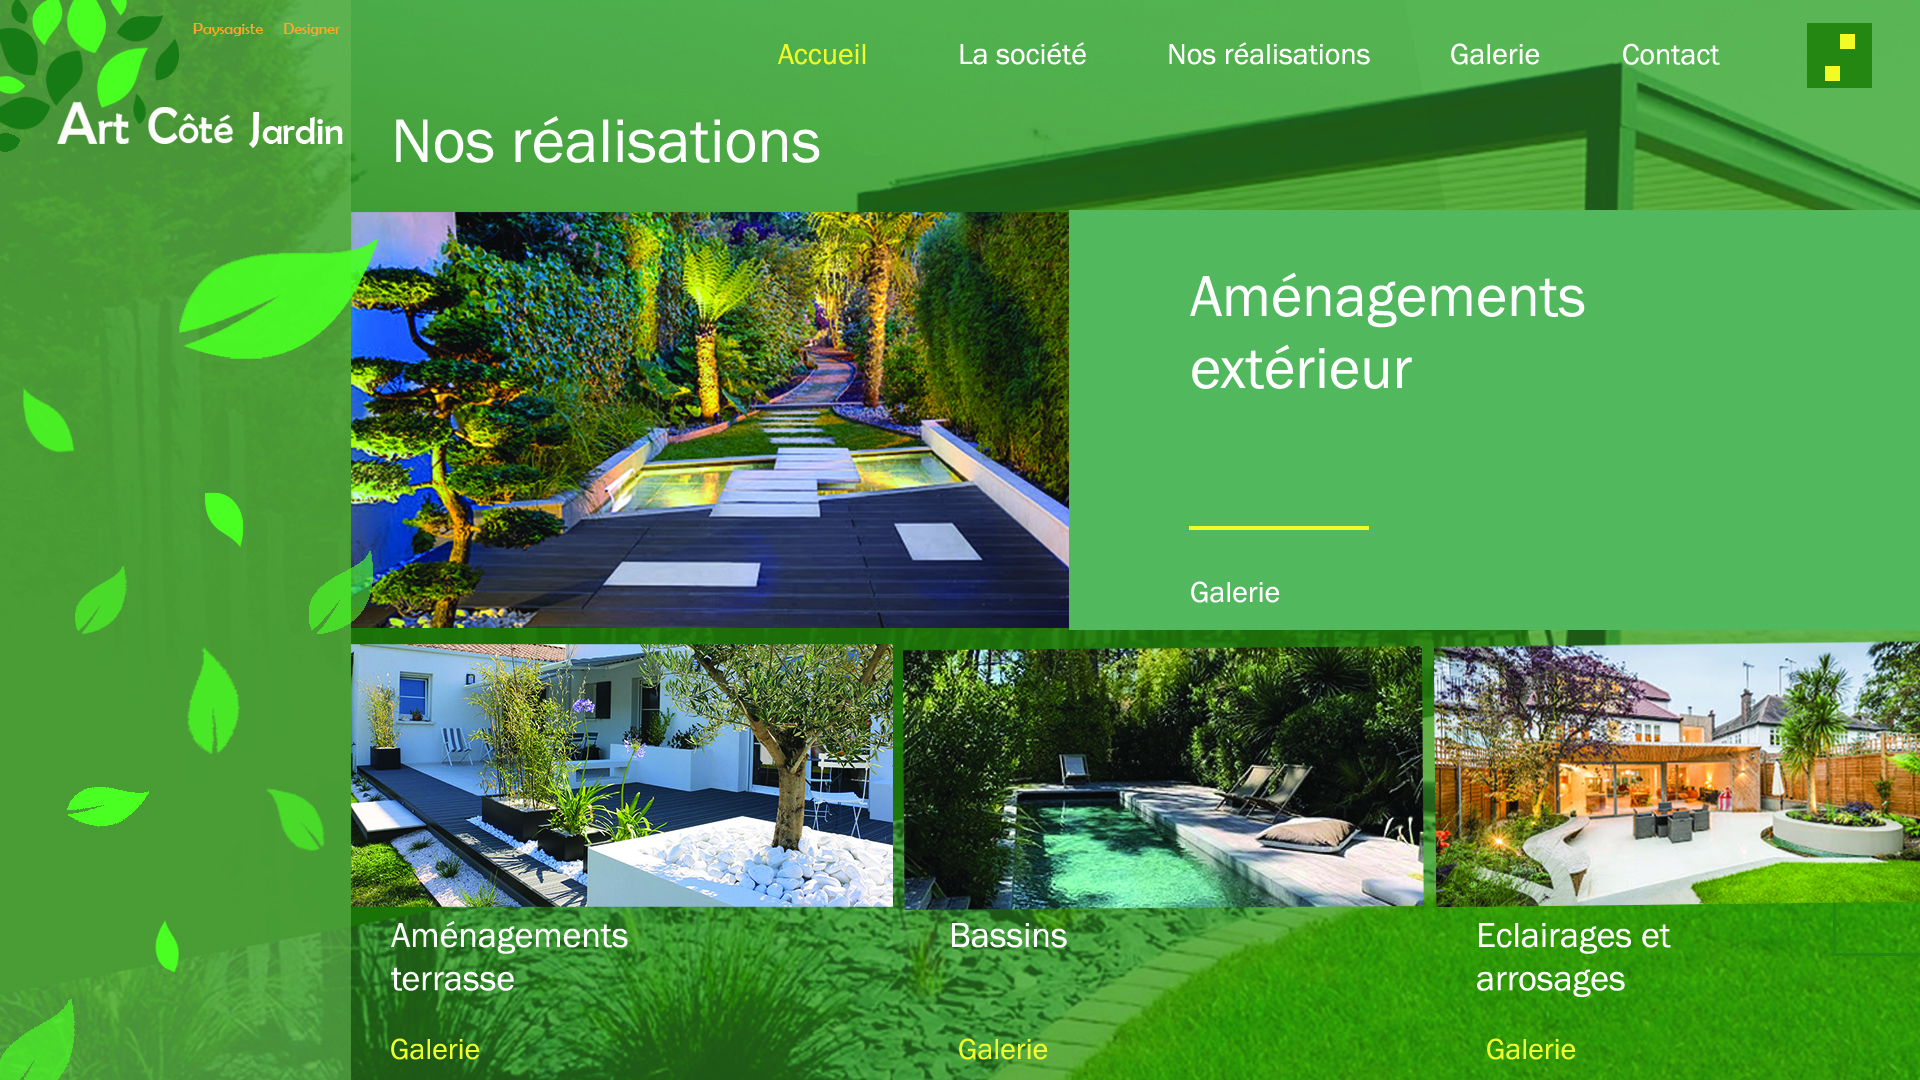 Paysagiste Designer
Art Côté Jardin
Accueil La société Nos réalisations Galerie Contact
Nos réalisations
Aménagements
extérieur
Galerie
Aménagements
terrasse
Galerie
Bassins
Galerie
Eclairages et
arrosages
Galerie